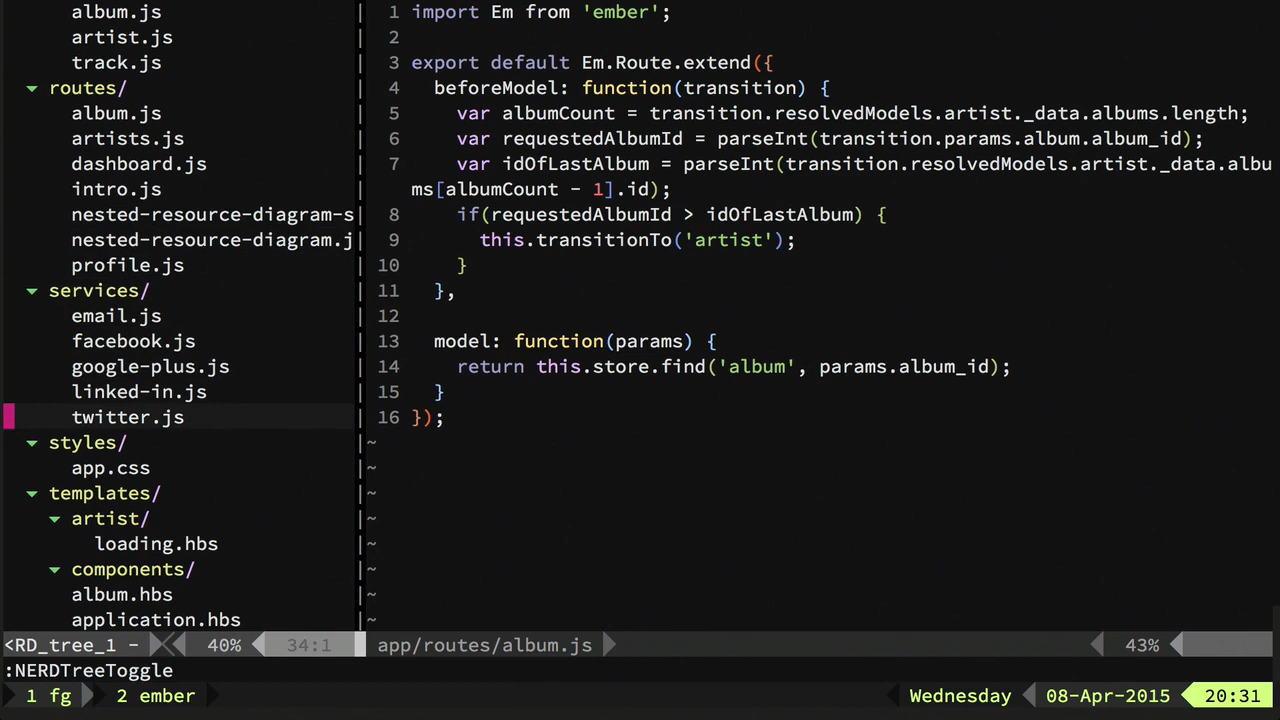 album.js
artist.js
track.js
▾ routes/
album.js
artists.js
dashboard.js
intro.js
nested-resource-diagram-s
nested-resource-diagram.j
profile.js
▾ services/
email.js
facebook.js
google-plus.js
linked-in.js
twitter.js
▾ styles/
app.css
▾ templates/
▾ artist/
loading.hbs
▾ components/
album.hbs
application.hbs
1 import Em from 'ember';
2
3 export default Em.Route.extend({
4 beforeModel: function(transition) {
5 var albumCount = transition.resolvedModels.artist._data.albums.length;
6 var requestedAlbumId = parseInt(transition.params.album.album_id);
7 var idOfLastAlbum = parseInt(transition.resolvedModels.artist._data.albu
ms[albumCount - 1].id);
8 if(requestedAlbumId > idOfLastAlbum) {
9 this.transitionTo('artist');
10 }
11 },
12
13 model: function(params) {
14 return this.store.find('album', params.album_id);
15 }
16 });
~
~
~
~
~
~
~
~
<RD_tree_1 - 40% 34:1 app/routes/album.js 43%
:NERDTreeToggle
1 fg 2 ember Wednesday 08-Apr-2015 20:31